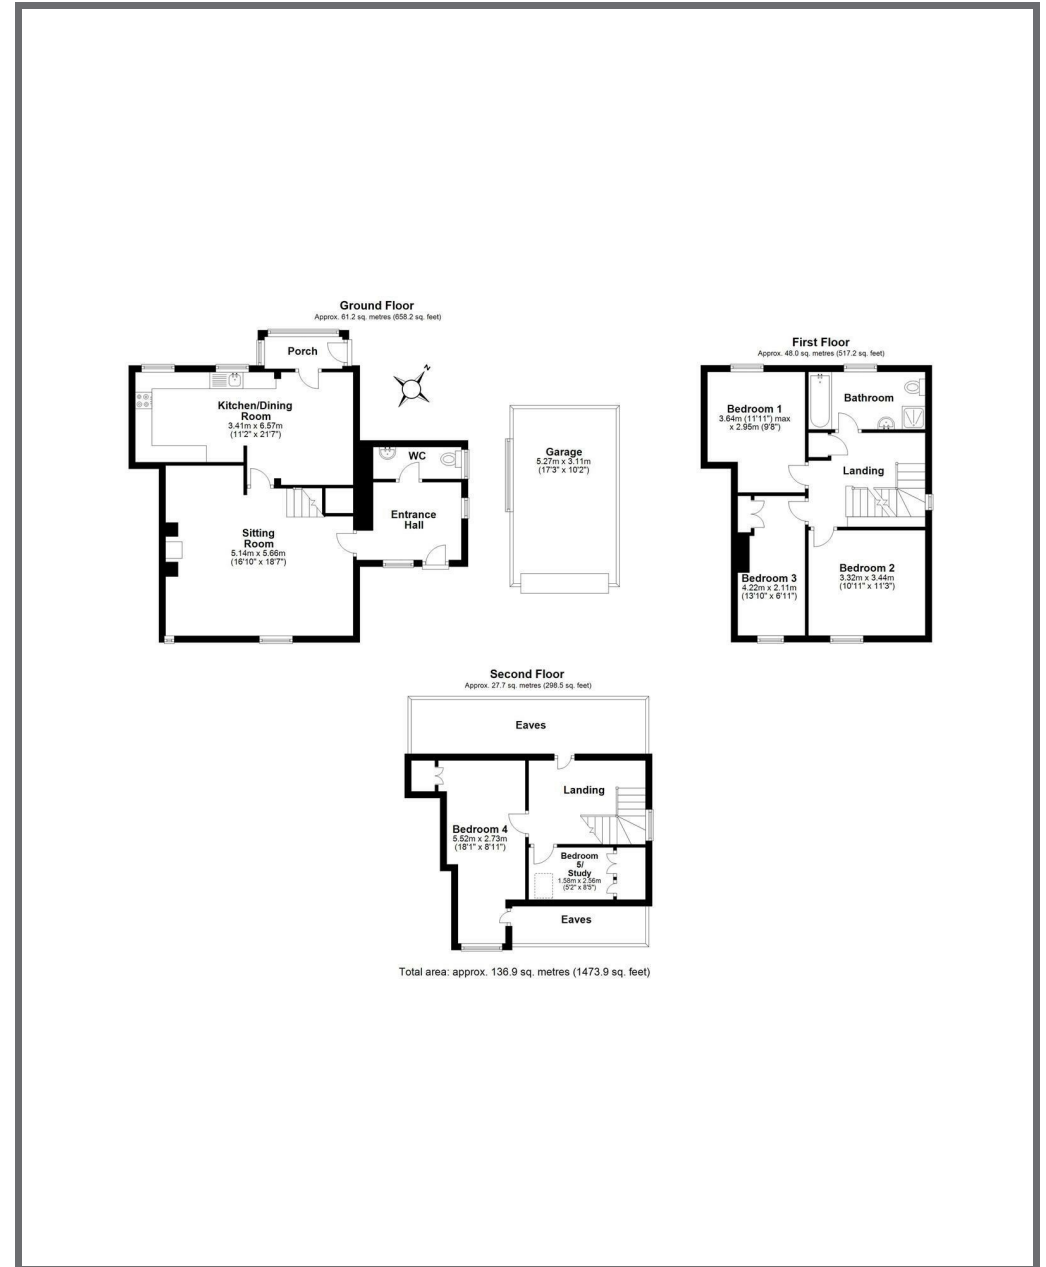 Ground Floor
Approx. 61.2 sq. metres (658.2 sq. feet)
Porch
N
Kitchen/Dining
Room
3.41m x 6.57m
(11'2" x 21'7")
WC
Entrance
Hall
Sitting
Room
5.14m x 5.66m
(16'10" x 18'7")
Garage
5.27m x 3.11m
(17'3" x 10'2")
First Floor
Approx. 48.0 sq. metres (517.2 sq. feet)
Bedroom 1
3.64m (11'11") max
x 2.95m (9'8")
Bathroom
Landing
Bedroom 3
4.22m x 2.11m
(13'10" x 6'11")
Bedroom 2
3.32m x 3.44m
(10'11" x 11'3")
Second Floor
Approx. 27.7 sq. metres (298.5 sq. feet)
Eaves
Landing
Bedroom 4
5.52m x 2.73m
(18'1" x 8'11")
Bedroom
5/
Study
1.58m x 2.56m
(5'2" x 8'5")
Eaves
Total area: approx. 136.9 sq. metres (1473.9 sq. feet)